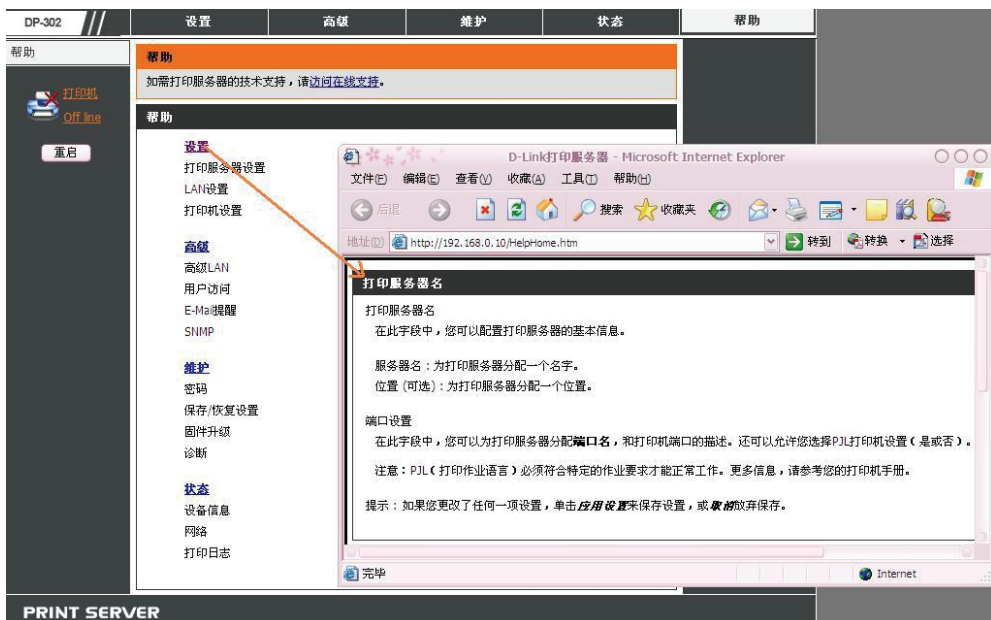 DP-302
设置
高级
维护
状态
帮助
帮助
打印机
Off line
重启
帮助
如需打印服务器的技术支持，请访问在线支持。
帮助
设置
打印服务器设置
LAN设置
打印机设置
高级
高级LAN
用户访问
E-Mail提醒
SNMP
维护
密码
保存/恢复设置
固件升级
诊断
状态
设备信息
网络
打印日志
D-Link打印服务器 - Microsoft Internet Explorer
文件(F) 编辑(E) 查看(V) 收藏(A) 工具(T) 帮助(H)
后退 搜索 收藏夹
地址(D) http://192.168.0.10/HelpHome.htm 转到 转换 选择
打印服务器名
打印服务器名
在此字段中，您可以配置打印服务器的基本信息。
服务器名：为打印服务器分配一个名字。
位置 (可选)：为打印服务器分配一个位置。
端口设置
在此字段中，您可以为打印服务器分配端口名，和打印机端口的描述。还可以允许您选择PJL打印机设置（是或否）。
注意：PJL（打印作业语言）必须符合特定的作业要求才能正常工作。更多信息，请参考您的打印机手册。
提示：如果您更改了任何一项设置，单击应用设置来保存设置，或取消放弃保存。
完毕 Internet
PRINT SERVER